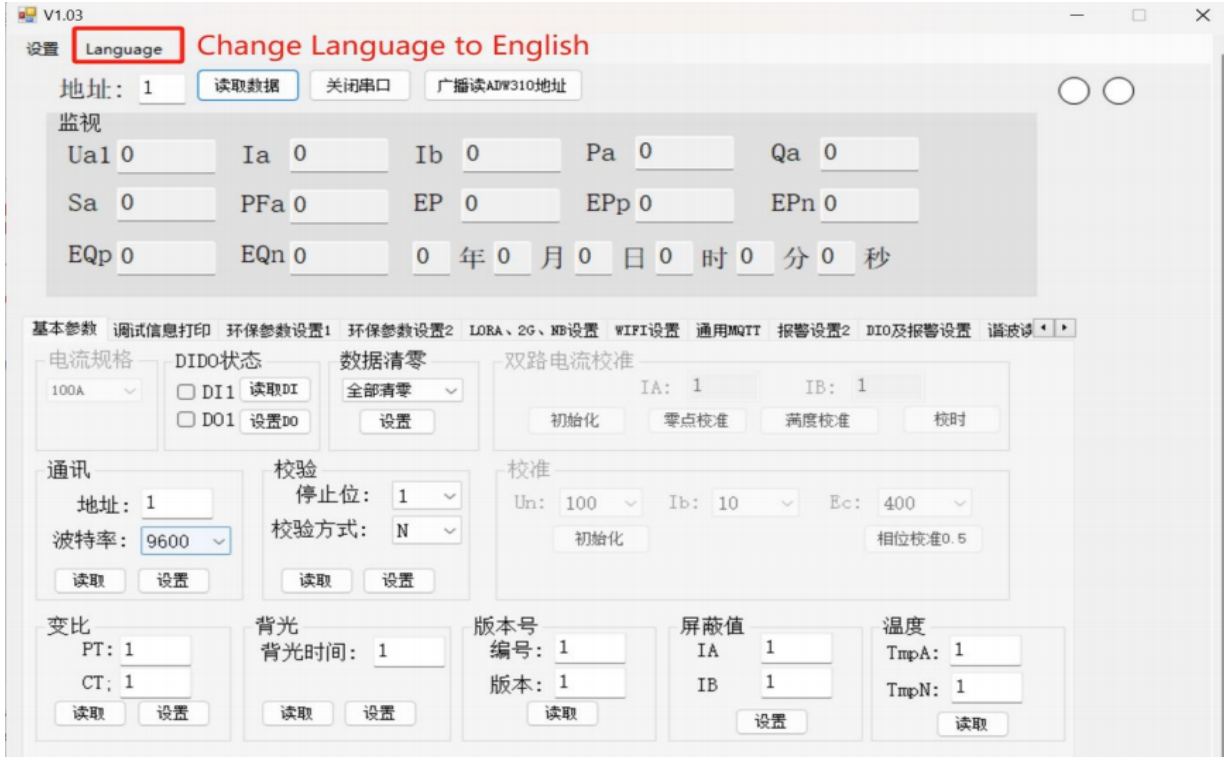 V1.03
设置 Language Change Language to English
地址: 1 读取数据 关闭串口 广播读ADW310地址
监视
Ua1 0 Ia 0 Ib 0 Pa 0 Qa 0
Sa 0 PFa 0 EP 0 EPp 0 EPn 0
EQp 0 EQn 0 0 年 0 月 0 日 0 时 0 分 0 秒
基本参数 调试信息打印 环保参数设置1 环保参数设置2 LORA、2G、NB设置 WIFI设置 通用MQTT 报警设置2 DIO及报警设置 谐波读
电流规格 DIDO状态 数据清零 双路电流校准
100A DI1 读取DI 全部清零 IA: 1 IB: 1
DO1 设置DO 设置 初始化 零点校准 满度校准 校时
通讯 校验 校准
地址: 1 停止位: 1 Un: 100 Ib: 10 Ec: 400
波特率: 9600 校验方式: N 初始化 相位校准0.5
读取 设置 读取 设置
变比 背光 版本号 屏蔽值 温度
PT: 1 背光时间: 1 编号: 1 IA 1 TmpA: 1
CT: 1 版本: 1 IB 1 TmpN: 1
读取 设置 读取 设置 读取 设置 读取